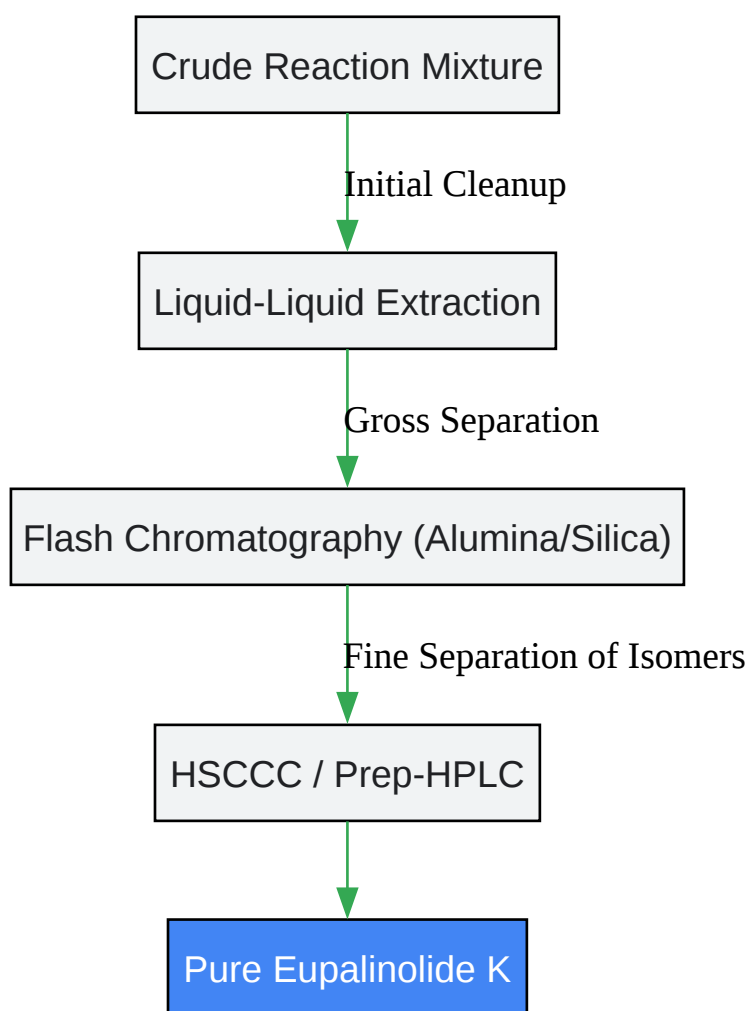 Crude Reaction Mixture
Initial Cleanup
Liquid-Liquid Extraction
Gross Separation
Flash Chromatography (Alumina/Silica)
Fine Separation of Isomers
HSCCC / Prep-HPLC
Pure Eupalinolide K